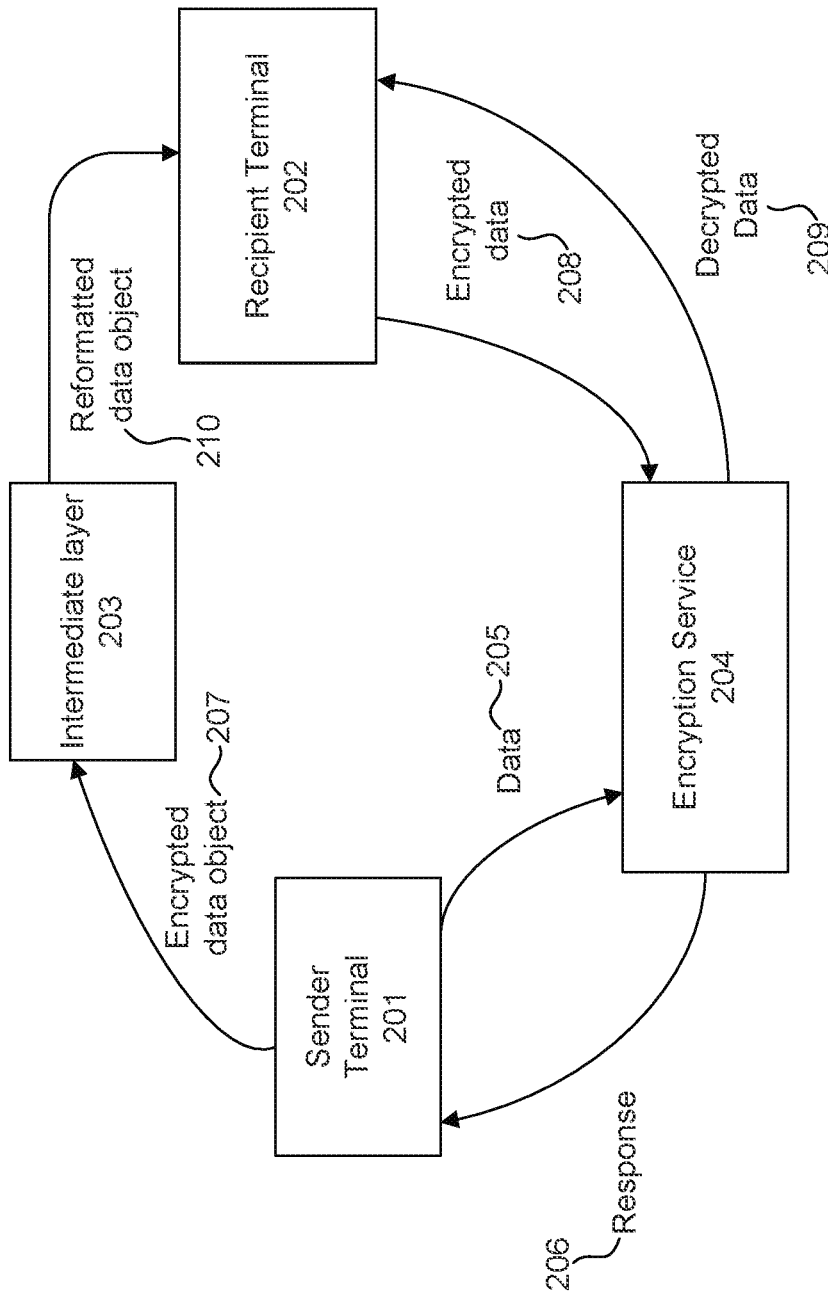 Intermediate layer
203
Reformatted
data object
210
Recipient Terminal
202
Encrypted
data object
207
Sender
Terminal
201
Data
205
Encrypted
data
208
Encryption Service
204
Decrypted
Data
209
206
Response